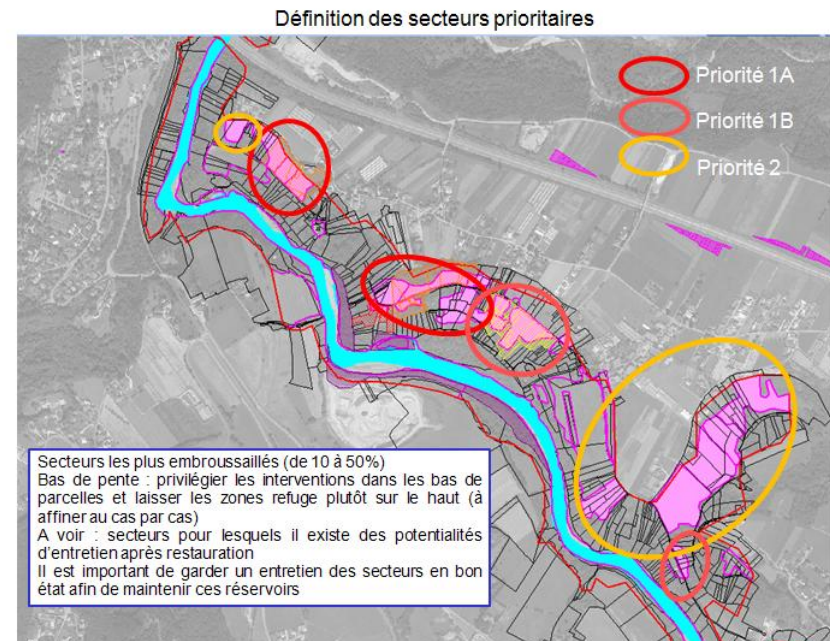 Définition des secteurs prioritaires
Priorité 1A
Priorité 1B
Priorité 2
Secteurs les plus embroussaillés (de 10 à 50%)
Bas de pente : privilégier les interventions dans les bas de
parcelles et laisser les zones refuge plutôt sur le haut (à
affiner au cas par cas)
A voir : secteurs pour lesquels il existe des potentialités
d'entretien après restauration
Il est important de garder un entretien des secteurs en bon
état afin de maintenir ces réservoirs